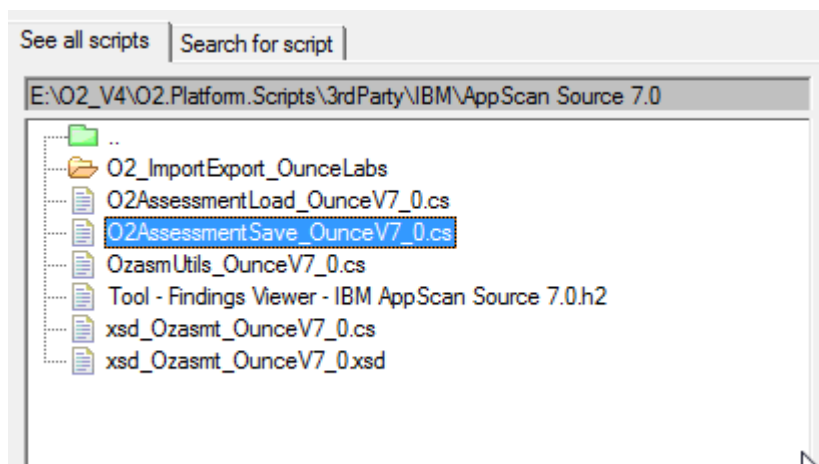 See all scripts Search for script
E:\O2_V4\O2.Platform.Scripts\3rdParty\IBM\AppScan Source 7.0
..
O2_ImportExport_OunceLabs
O2AssessmentLoad_OunceV7_0.cs
O2AssessmentSave_OunceV7_0.cs
OzasmUtils_OunceV7_0.cs
Tool - Findings Viewer - IBM AppScan Source 7.0.h2
xsd_Ozasmt_OunceV7_0.cs
xsd_Ozasmt_OunceV7_0.xsd